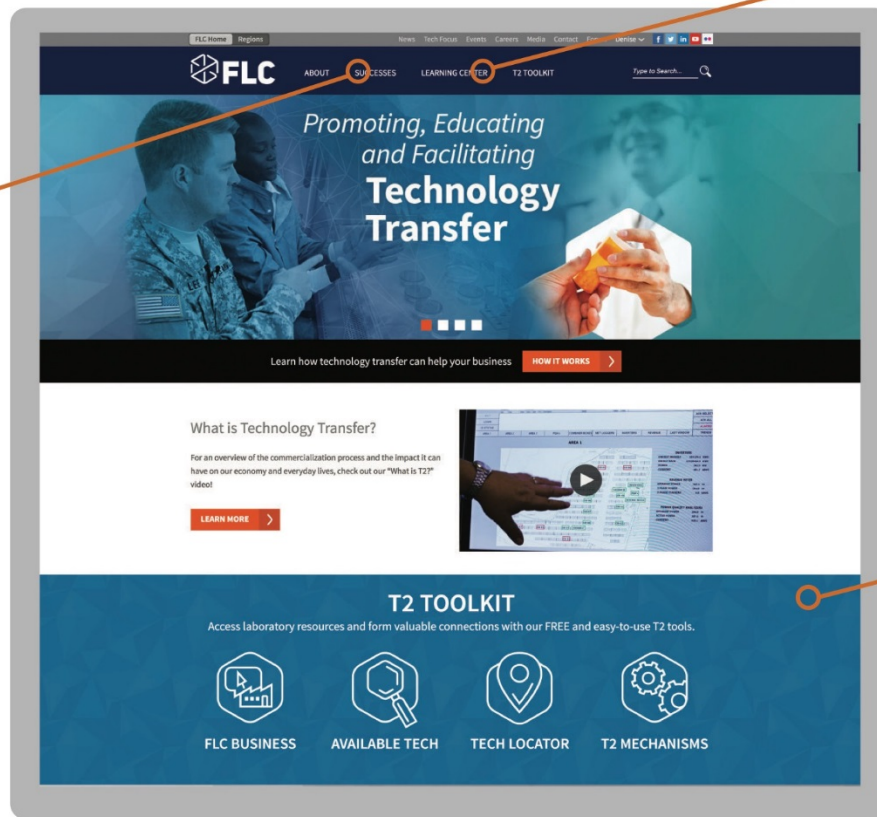 FLC Home Regions News Tech Focus Events Careers Media Contact Denise
FLC ABOUT SUCCESSES LEARNING CENTER T2 TOOLKIT Type to Search...
Promoting, Educating
and Facilitating
Technology
Transfer
LEE
Learn how technology transfer can help your business HOW IT WORKS
What is Technology Transfer?
For an overview of the commercialization process and the impact it can
have on our economy and everyday lives, check out our "What is T2?"
video!
LEARN MORE
AREA 1
T2 TOOLKIT
Access laboratory resources and form valuable connections with our FREE and easy-to-use T2 tools.
FLC BUSINESS AVAILABLE TECH TECH LOCATOR T2 MECHANISMS